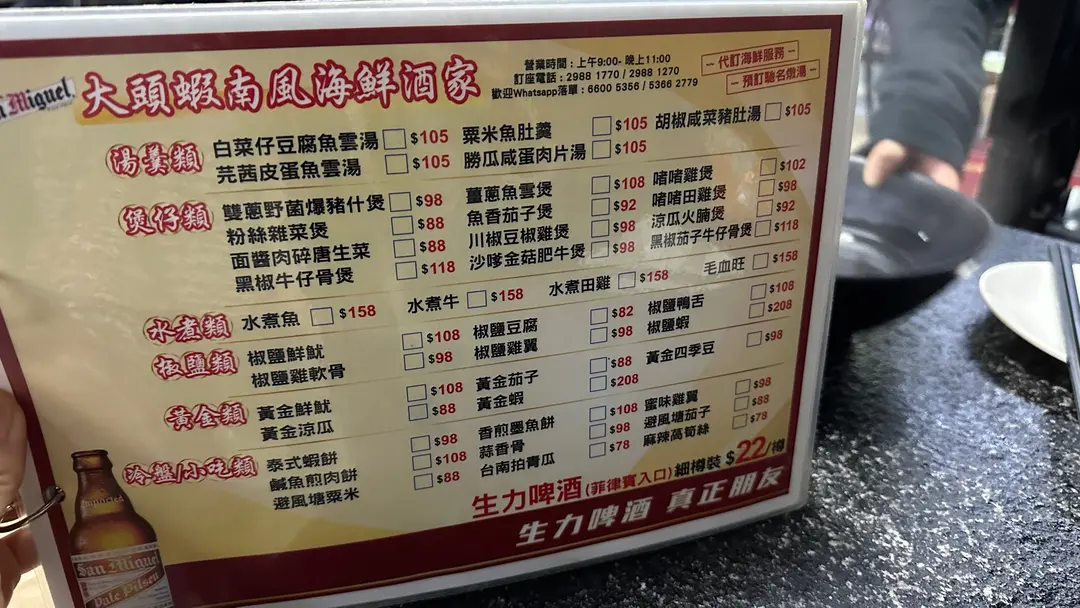 San Miguel
大頭蝦南風海鮮酒家
營業時間：上午9:00- 晚上11:00
訂座電話：2988 1770 / 2988 1270
歡迎Whatsapp落單：6600 5356 / 5366 2779
代訂海鮮服務
預訂馳名燉湯
湯羹類
白菜仔豆腐魚雲湯 $105 粟米魚肚羹 $105 胡椒咸菜豬肚湯 $105
芫茜皮蛋魚雲湯 $105 勝瓜咸蛋肉片湯 $105
煲仔類
雙蔥野菌爆豬什煲 $98 薑蔥魚雲煲 $108 啫啫雞煲 $102
粉絲雜菜煲 $88 魚香茄子煲 $92 啫啫田雞煲 $98
面醬肉碎唐生菜 $88 川椒豆椒雞煲 $98 涼瓜火腩煲 $92
黑椒牛仔骨煲 $118 沙嗲金菇肥牛煲 $98 黑椒茄子牛仔骨煲 $118
水煮類 水煮魚 $158 水煮牛 $158 水煮田雞 $158 毛血旺 $158
椒鹽類
椒鹽鮮魷 $108 椒鹽豆腐 $82 椒鹽鴨舌 $108
椒鹽雞軟骨 $98 椒鹽雞翼 $98 椒鹽蝦 $208
黃金類
黃金鮮魷 $108 黃金茄子 $88 黃金四季豆 $98
黃金涼瓜 $88 黃金蝦 $208
冷盤/小吃類
泰式蝦餅 $98 香煎墨魚餅 $108 蜜味雞翼 $98
鹹魚煎肉餅 $108 蒜香骨 $98 避風塘茄子 $88
避風塘粟米 $88 台南拍青瓜 $78 麻辣萵筍絲 $78
生力啤酒(菲律賓入口)細樽裝 $22/樽
生力啤酒 真正朋友
San Miguel
Pale Pilsen